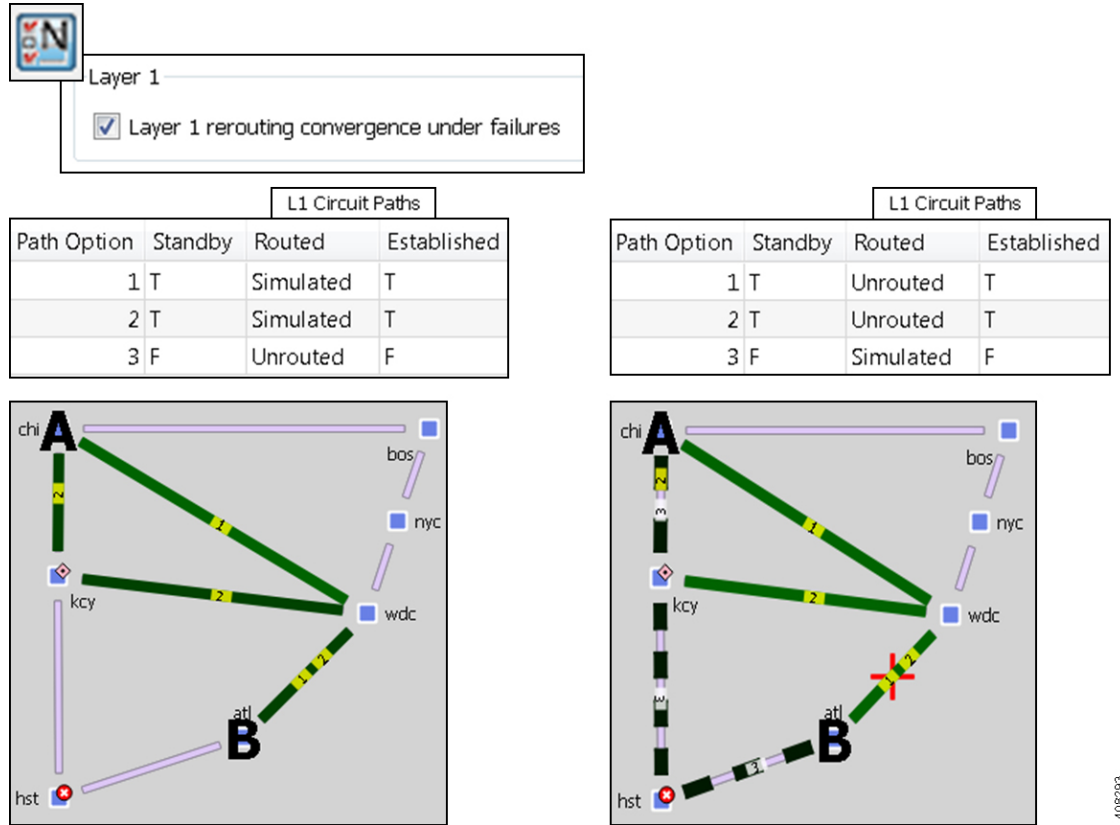 N
Layer 1
Layer 1 rerouting convergence under failures
L1 Circuit Paths
Path Option Standby Routed Established
1 T Simulated T
2 T Simulated T
3 F Unrouted F
L1 Circuit Paths
Path Option Standby Routed Established
1 T Unrouted T
2 T Unrouted T
3 F Simulated F
chi A
bos
2
1
nyc
kcy
2
wdc
1 2
atl
B
hst
chi A
bos
2
3
1
nyc
kcy
2
wdc
1 2
3
atl
B
3
hst
408293